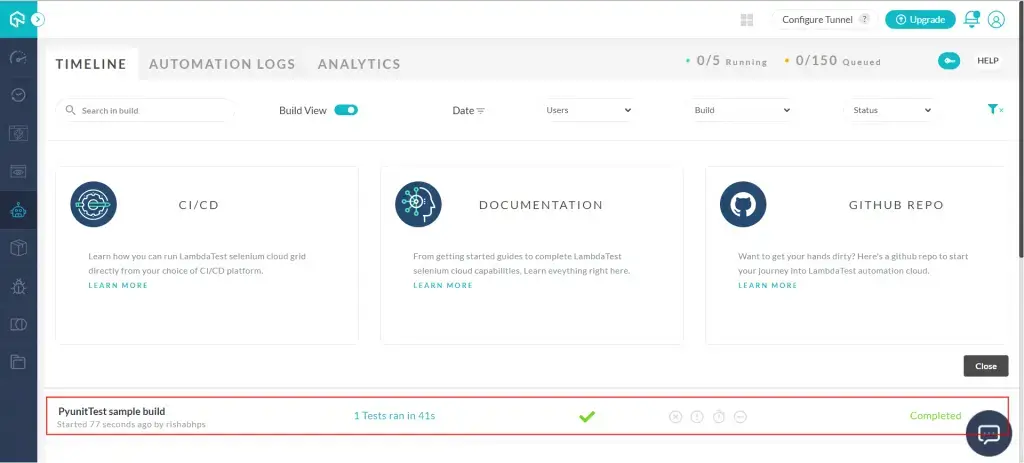 Configure Tunnel ?
Upgrade
TIMELINE
AUTOMATION LOGS
ANALYTICS
0/5 Running
0/150 Queued
HELP
Search in build
Build View
Date
Users
Build
Status
CI/CD
Learn how you can run LambdaTest selenium cloud grid
directly from your choice of CI/CD platform.
LEARN MORE
DOCUMENTATION
From getting started guides to complete LambdaTest
selenium cloud capabilities, Learn eveything right here.
LEARN MORE
GITHUB REPO
Want to get your hands dirty? Here's a github repo to start
your journey into LambdaTest automation cloud.
LEARN MORE
Close
PyunitTest sample build
Started 77 seconds ago by rishabhps
1 Tests ran in 41s
Completed